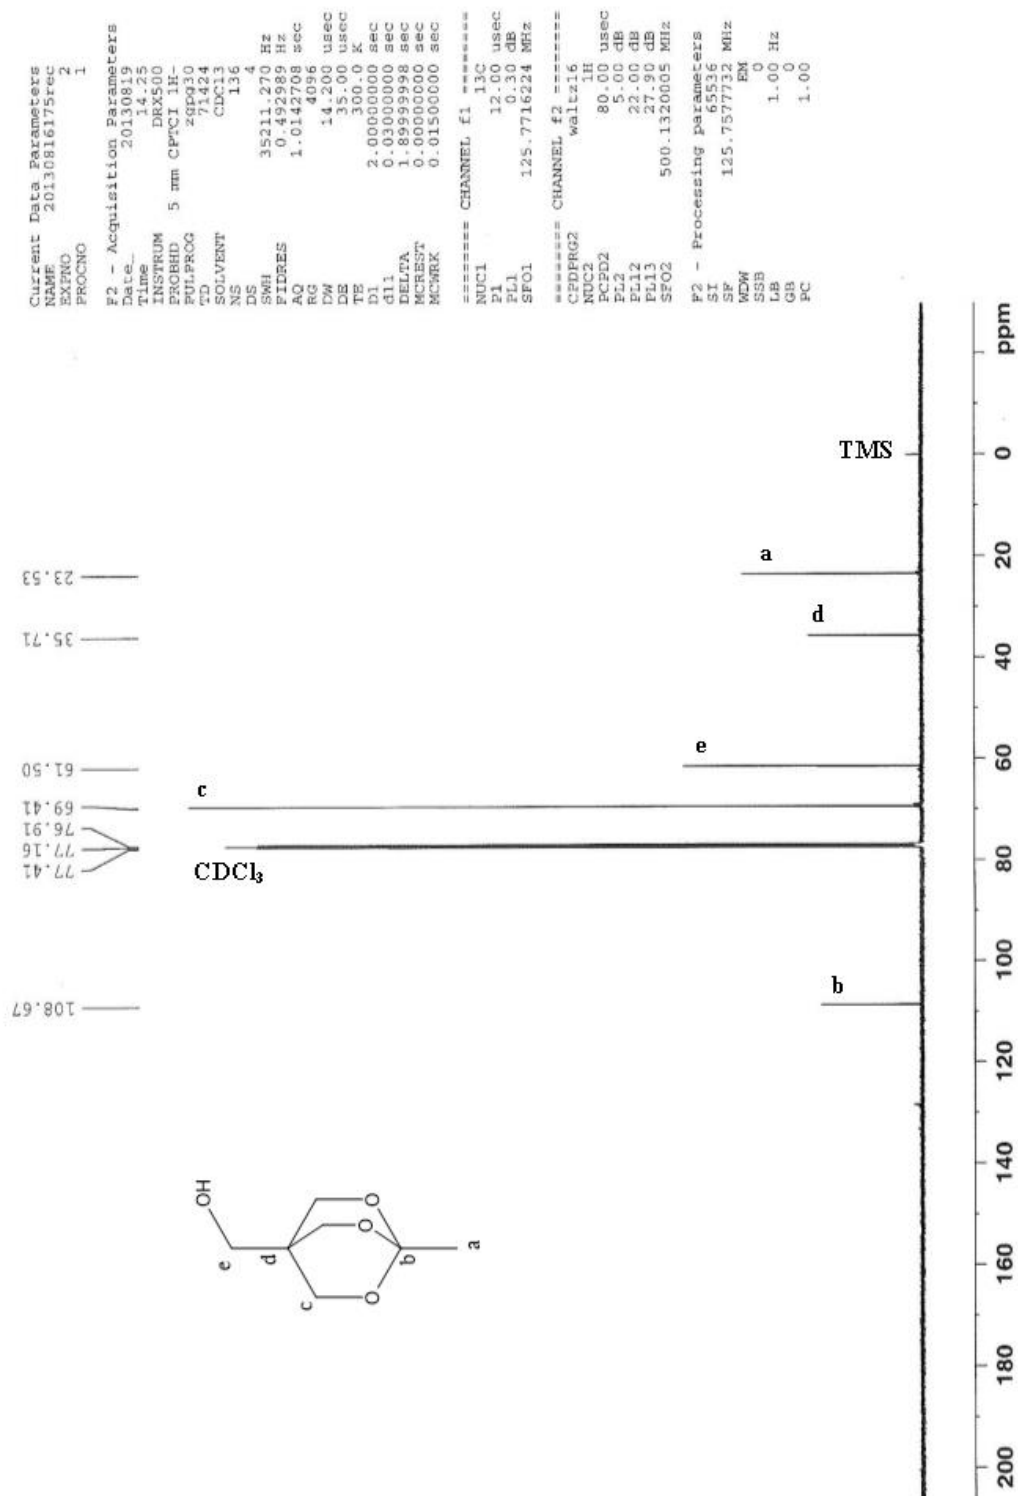 Current Data Parameters
NAME 20130816175rec
EXPNO 2
PROCNO 1
F2 - Acquisition Parameters
Date_ 20130819
Time 14.25
INSTRUM DRX500
PROBHD 5 mm CPTCI 1H-
PULPROG zgpg30
TD 71424
SOLVENT CDCl3
NS 136
DS 4
SWH 35211.270 Hz
FIDRES 0.492989 Hz
AQ 1.0142708 sec
RG 4096
DW 14.200 usec
DE 35.00 usec
TE 300.0 K
D1 2.00000000 sec
d11 0.03000000 sec
DELTA 1.89999998 sec
MCREST 0.00000000 sec
MCWRK 0.01500000 sec
======== CHANNEL f1 ========
NUC1 13C
P1 12.00 usec
PL1 0.30 dB
SFO1 125.7716224 MHz
======== CHANNEL f2 ========
CPDPRG2 waltz16
NUC2 1H
PCPD2 80.00 usec
PL2 5.00 dB
PL12 22.00 dB
PL13 27.90 dB
SFO2 500.1320005 MHz
F2 - Processing parameters
SI 65536
SF 125.7577732 MHz
WDW EM
SSB 0
LB 1.00 Hz
GB 0
PC 1.00
108.67
77.41
77.16
76.91
69.41
61.50
35.71
23.53
OH
e
d
c
O
O
O
b
a
b
CDCl₃
c
e
d
a
TMS
200 180 160 140 120 100 80 60 40 20 0 ppm